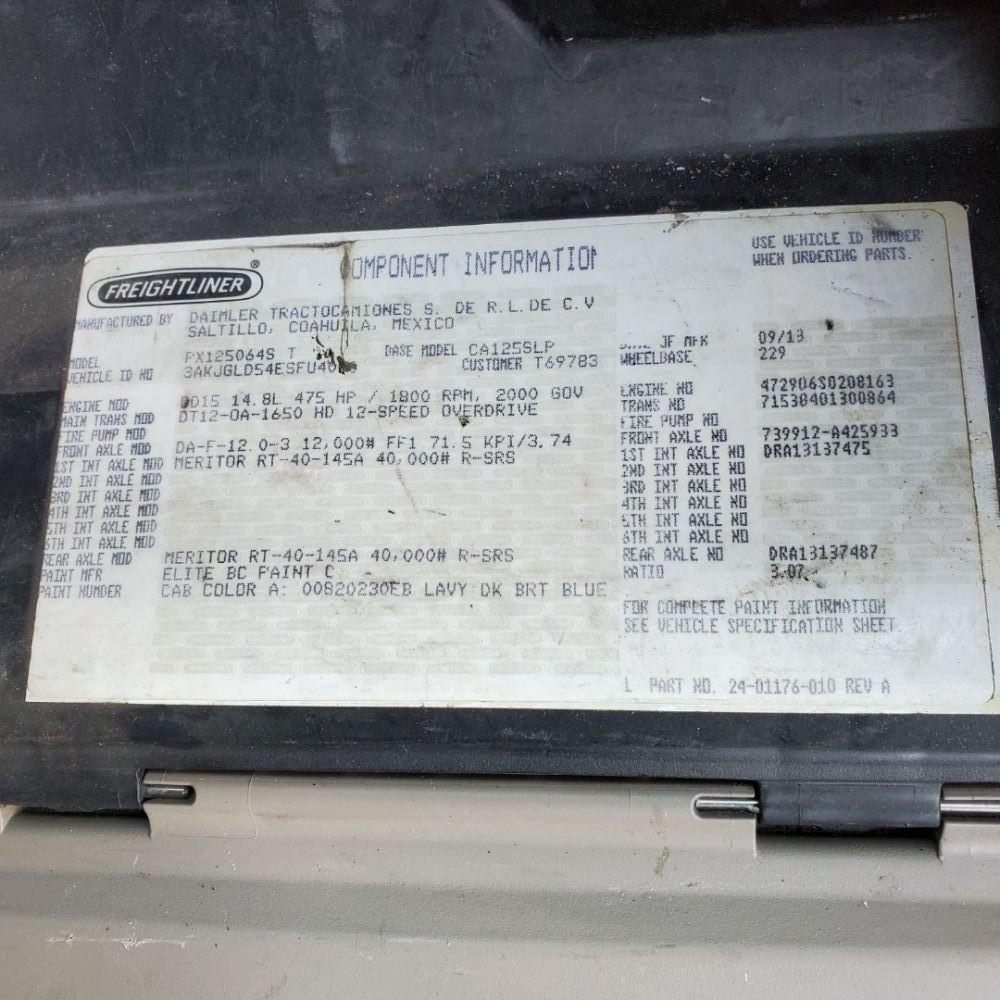 FREIGHTLINER ®
OMPONENT INFORMATION
USE VEHICLE ID NUMBER
WHEN ORDERING PARTS.
MANUFACTURED BY DAIMLER TRACTOCAMIONES S. DE R.L. DE C.V
SALTILLO, COAHUILA, MEXICO
MODEL PX125064S T BASE MODEL CA125SLP
VEHICLE ID NO 3AKJGLD54ESFU40 CUSTOMER T69783
ENGINE MOD 15 14.8L 475 HP / 1800 RPM, 2000 GOV
MAIN TRANS MOD DT12-OA-1650 HD 12-SPEED OVERDRIVE
FIRE PUMP MOD
FRONT AXLE MOD DA-F-12.0-3 12,000# FF1 71.5 KPI/3.74
1ST INT AXLE MOD MERITOR RT-40-145A 40,000# R-SRS
2ND INT AXLE MOD
3RD INT AXLE MOD
4TH INT AXLE MOD
5TH INT AXLE MOD
6TH INT AXLE MOD
REAR AXLE MOD MERITOR RT-40-145A 40,000# R-SRS
PAINT MFR ELITE BC PAINT C
PAINT NUMBER CAB COLOR A: 00820230EB LAVY DK BRT BLUE
OF MFR 09/13
WHEELBASE 229
ENGINE NO 472906S0208163
TRANS NO 71538401300864
FIRE PUMP NO
FRONT AXLE NO 739912-A425933
1ST INT AXLE NO DRA13137475
2ND INT AXLE NO
3RD INT AXLE NO
4TH INT AXLE NO
5TH INT AXLE NO
6TH INT AXLE NO
REAR AXLE NO DRA13137487
RATIO 3.07
FOR COMPLETE PAINT INFORMATION
SEE VEHICLE SPECIFICATION SHEET
L PART NO. 24-01176-010 REV A